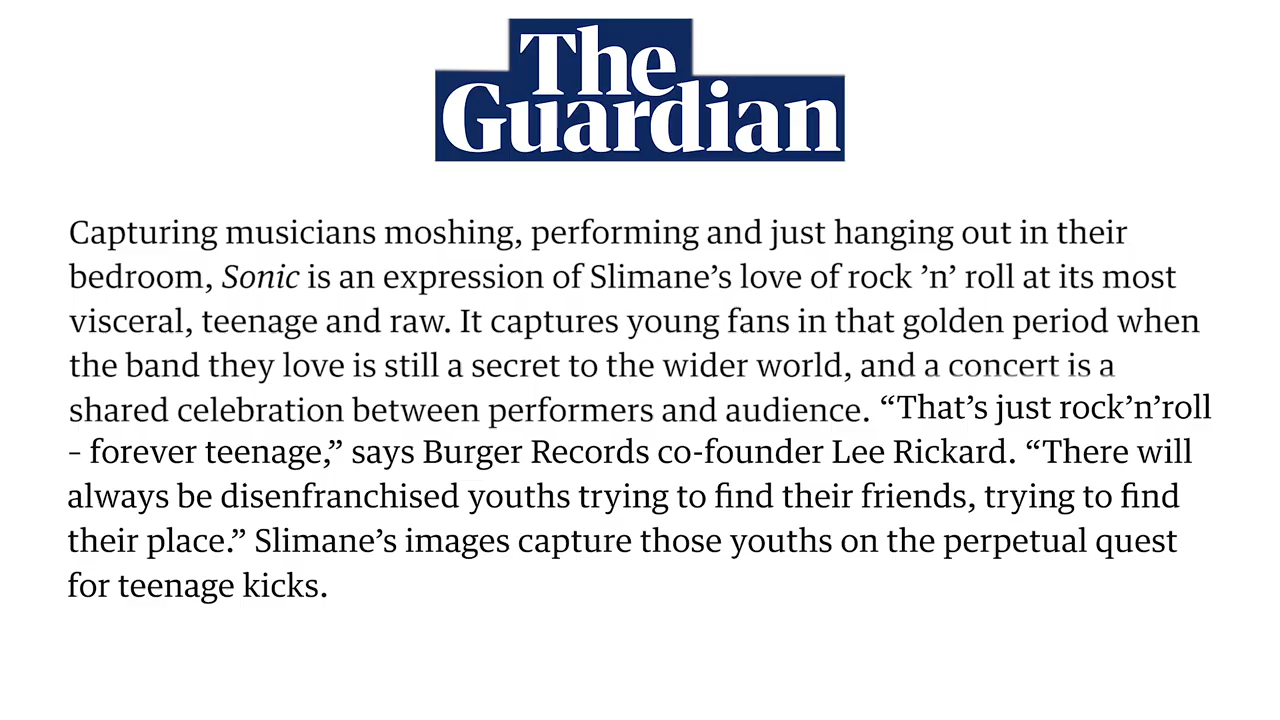 The
Guardian
Capturing musicians moshing, performing and just hanging out in their
bedroom, Sonic is an expression of Slimane’s love of rock ’n’ roll at its most
visceral, teenage and raw. It captures young fans in that golden period when
the band they love is still a secret to the wider world, and a concert is a
shared celebration between performers and audience. “That’s just rock’n’roll
– forever teenage,” says Burger Records co-founder Lee Rickard. “There will
always be disenfranchised youths trying to find their friends, trying to find
their place.” Slimane’s images capture those youths on the perpetual quest
for teenage kicks.